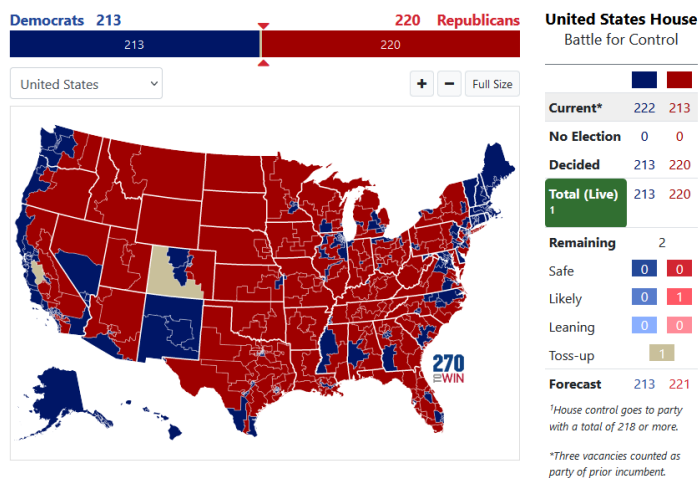 Democrats 213
220 Republicans
213
220
United States
+
−
Full Size
270
TO WIN
United States House
Battle for Control
Current* 222 213
No Election 0 0
Decided 213 220
Total (Live) 213 220
1
Remaining 2
Safe 0 0
Likely 0 1
Leaning 0 0
Toss-up 1
Forecast 213 221
1House control goes to party
with a total of 218 or more.
*Three vacancies counted as
party of prior incumbent.